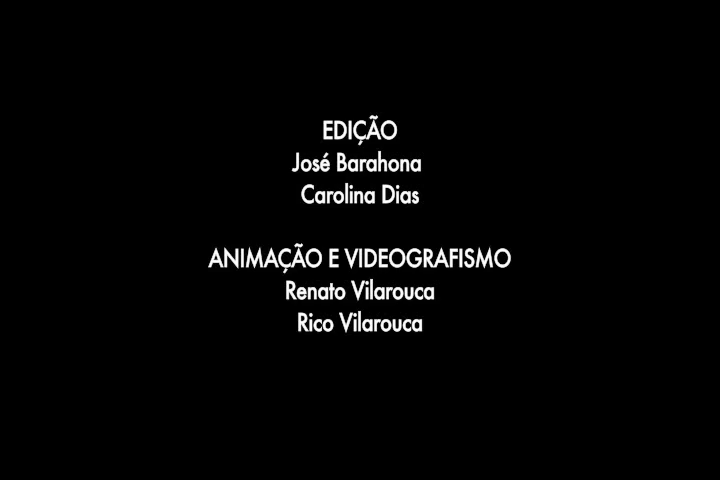 EDIÇÃO
José Barahona
Carolina Dias
ANIMAÇÃO E VIDEOGRAFISMO
Renato Vilarouca
Rico Vilarouca